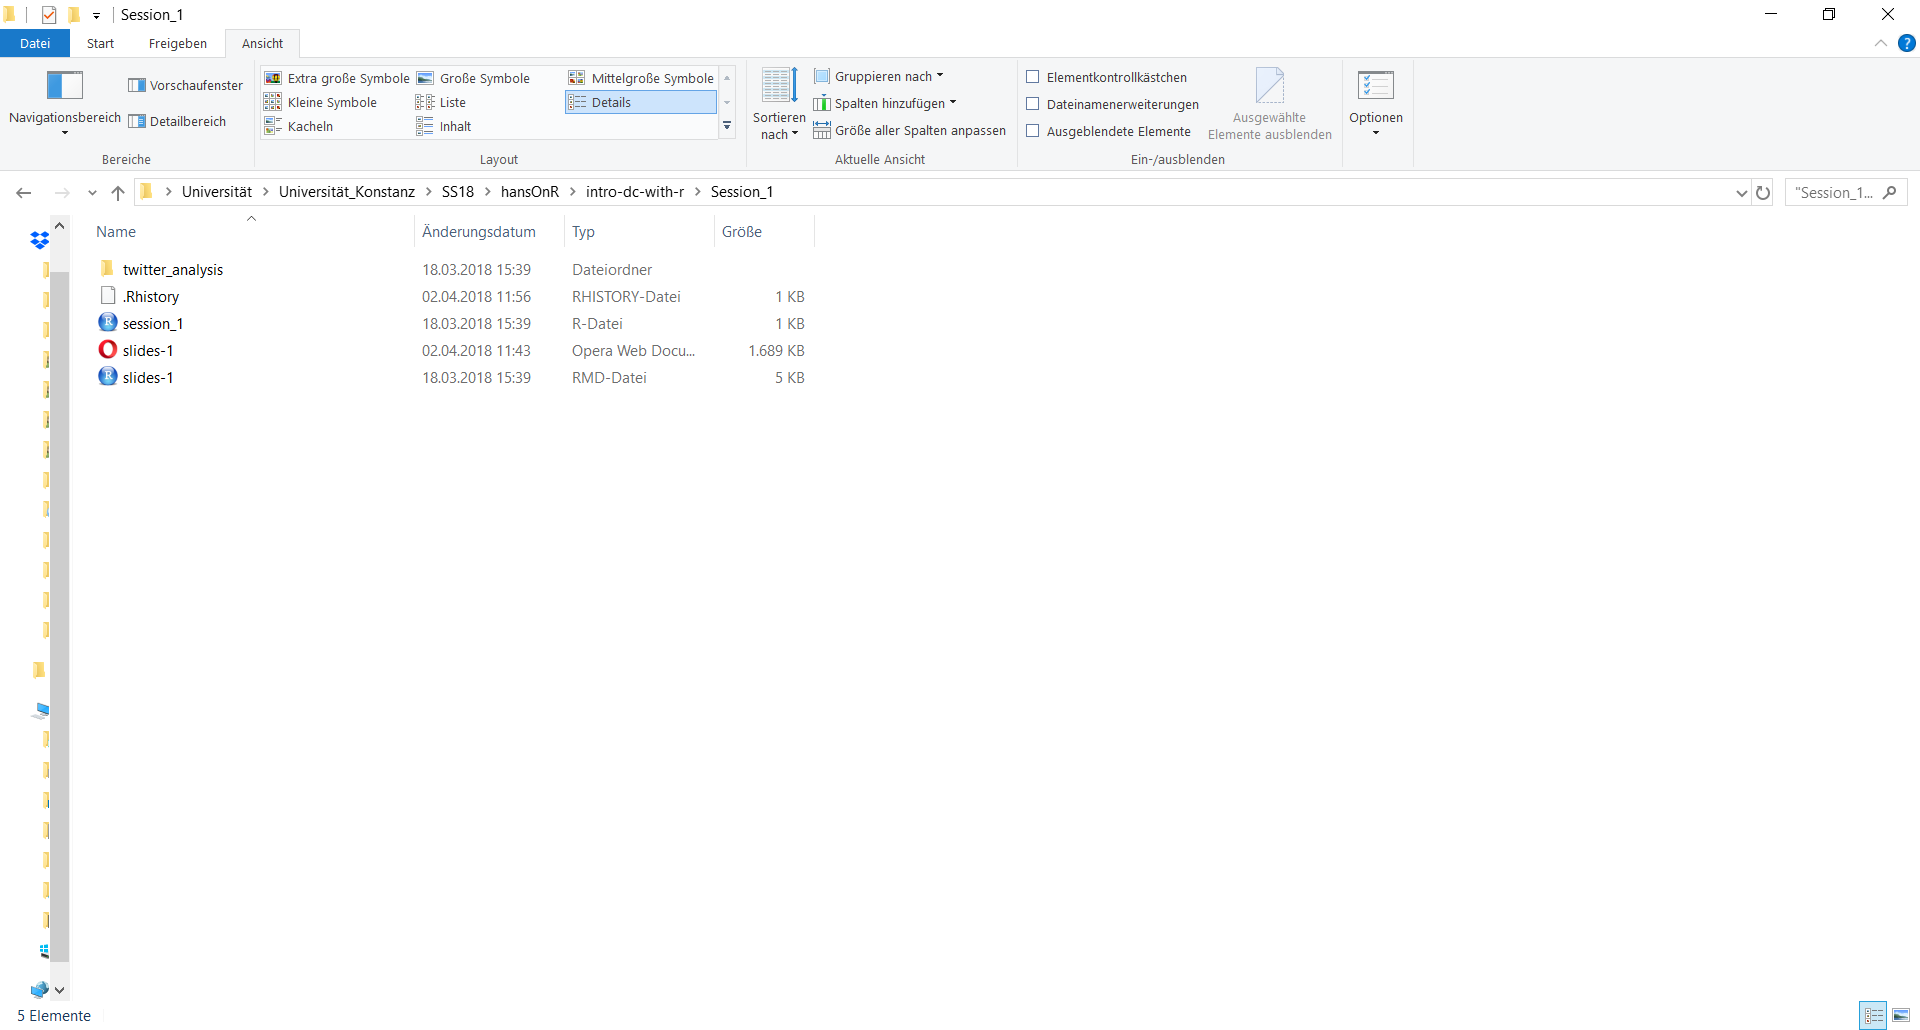 Session_1
Datei Start Freigeben Ansicht
Navigationsbereich
Vorschaufenster
Detailbereich
Bereiche
Extra große Symbole Große Symbole Mittelgroße Symbole
Kleine Symbole Liste Details
Kacheln Inhalt
Layout
Sortieren
nach
Gruppieren nach
Spalten hinzufügen
Größe aller Spalten anpassen
Aktuelle Ansicht
Elementkontrollkästchen
Dateinamenerweiterungen
Ausgeblendete Elemente
Ausgewählte
Elemente ausblenden
Ein-/ausblenden
Optionen
Universität > Universität_Konstanz > SS18 > hansOnR > intro-dc-with-r > Session_1
"Session_1...
Name Änderungsdatum Typ Größe
twitter_analysis 18.03.2018 15:39 Dateiordner
.Rhistory 02.04.2018 11:56 RHISTORY-Datei 1 KB
session_1 18.03.2018 15:39 R-Datei 1 KB
slides-1 02.04.2018 11:43 Opera Web Docu... 1.689 KB
slides-1 18.03.2018 15:39 RMD-Datei 5 KB
5 Elemente